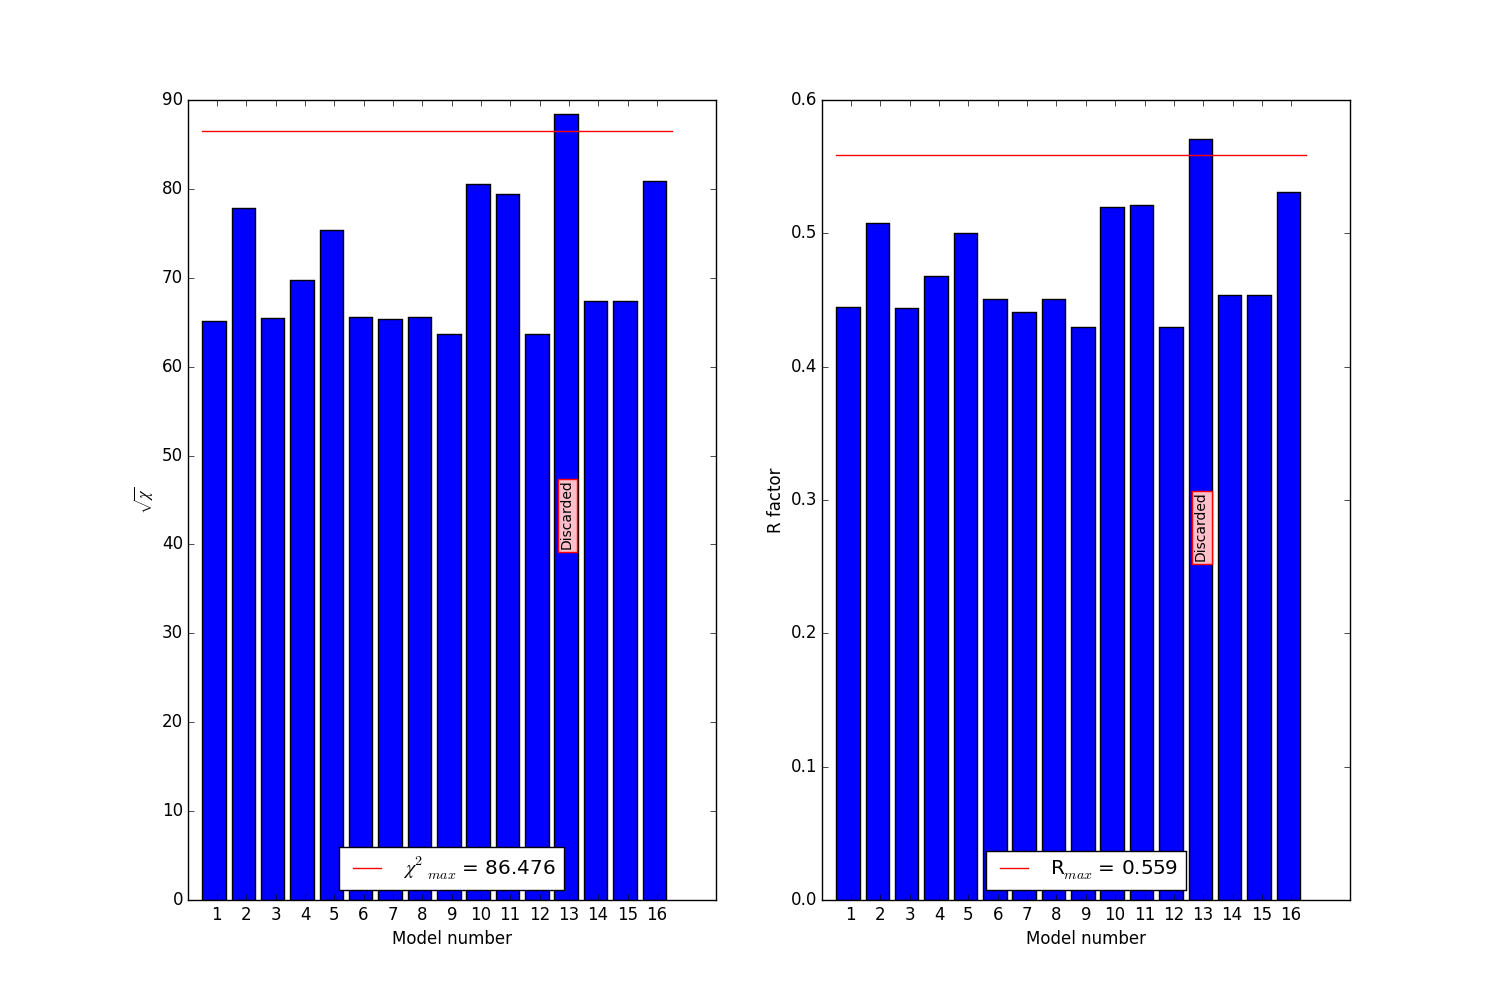 90
80
70
60
50
40
30
20
10
0
√χ
Discarded
χ² max = 86.476
1 2 3 4 5 6 7 8 9 10 11 12 13 14 15 16
Model number
0.6
0.5
0.4
0.3
0.2
0.1
0.0
R factor
Discarded
Rmax = 0.559
1 2 3 4 5 6 7 8 9 10 11 12 13 14 15 16
Model number